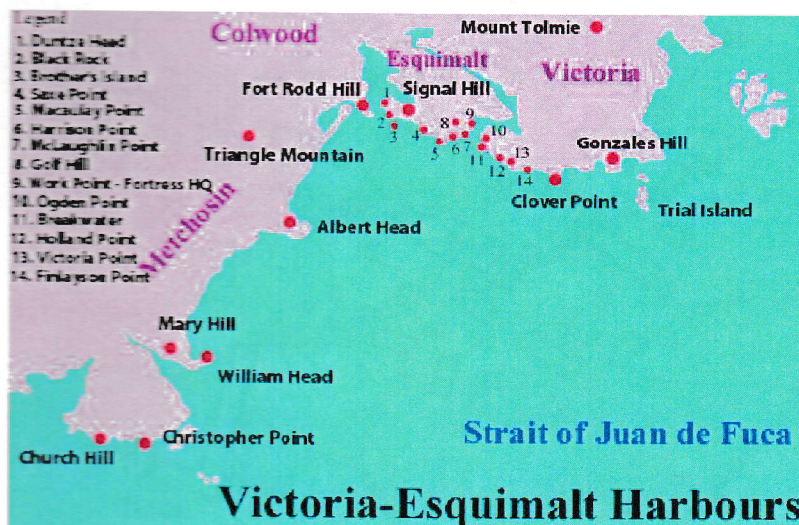 Legend
1. Duntze Head
2. Black Rock
3. Brother's Island
4. Saxe Point
5. Macaulay Point
6. Harrison Point
7. McLaughlin Point
8. Golf Hill
9. Work Point - Fortress HQ
10. Ogden Point
11. Breakwater
12. Holland Point
13. Victoria Point
14. Finlayson Point
Colwood
Mount Tolmie
Esquimalt
Victoria
Fort Rodd Hill
Signal Hill
1
2
3
4
5
6
7
8
9
10
11
12
13
14
Triangle Mountain
Gonzales Hill
Clover Point
Trial Island
Metchosin
Albert Head
Mary Hill
William Head
Christopher Point
Church Hill
Strait of Juan de Fuca
Victoria-Esquimalt Harbours